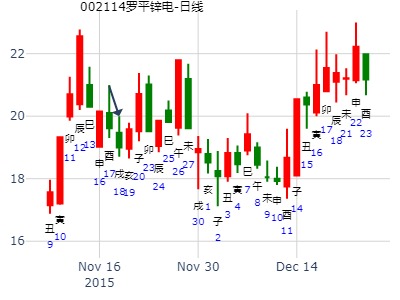 002114罗平锌电-日线
22
20
18
16
丑
9
寅
10
卯
11
辰
12
巳
13
申
16
酉
17
戌
18
亥
19
子
20
卯
23
辰
24
巳
25
午
26
未
27
戌
30
亥
1
子
2
丑
3
寅
4
巳
7
午
8
未
9
申
10
酉
11
子
14
丑
15
寅
16
卯
17
辰
18
未
21
申
22
酉
23
Nov 16
2015
Nov 30
Dec 14